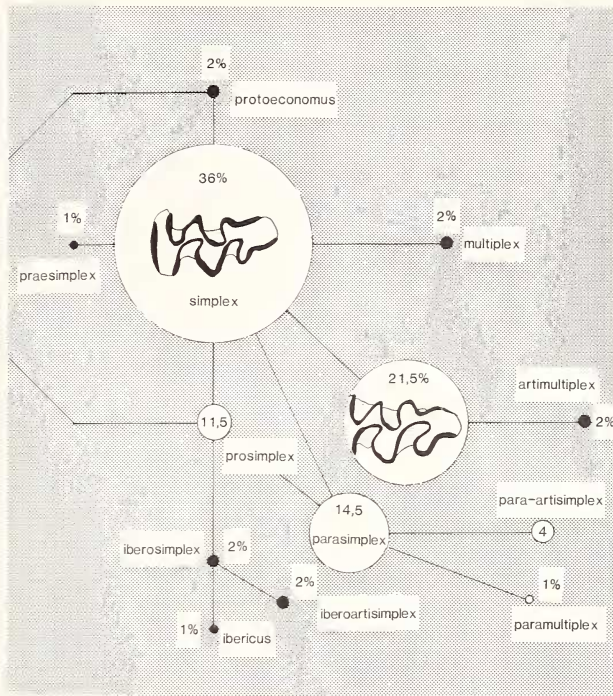 2%
protoeconomus
36%
1%
2%
multiplex
praesimplex
simplex
21,5%
artimultiplex
2%
11,5
prosimplex
14,5
para-artisimplex
parasimplex
4
iberosimplex
2%
2%
iberoartisimplex
1%
paramultiplex
1%
ibericus